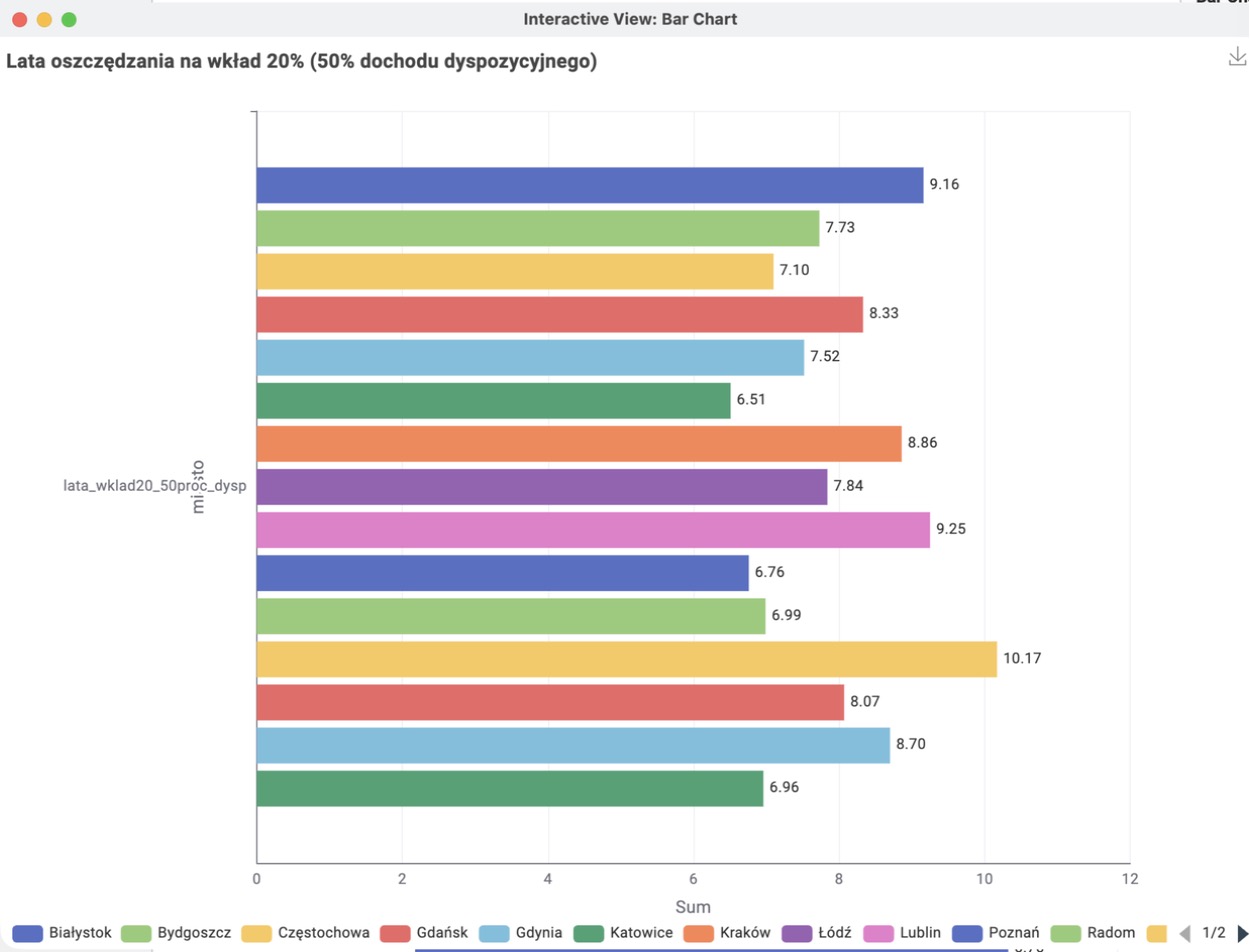 Interactive View: Bar Chart
Lata oszczędzania na wkład 20% (50% dochodu dyspozycyjnego)
9.16
7.73
7.10
8.33
7.52
6.51
8.86
miasto
lata_wklad20_50proc_dysp
7.84
9.25
6.76
6.99
10.17
8.07
8.70
6.96
0 2 4 6 8 10 12
Sum
Białystok Bydgoszcz Częstochowa Gdańsk Gdynia Katowice Kraków Łódź Lublin Poznań Radom 1/2